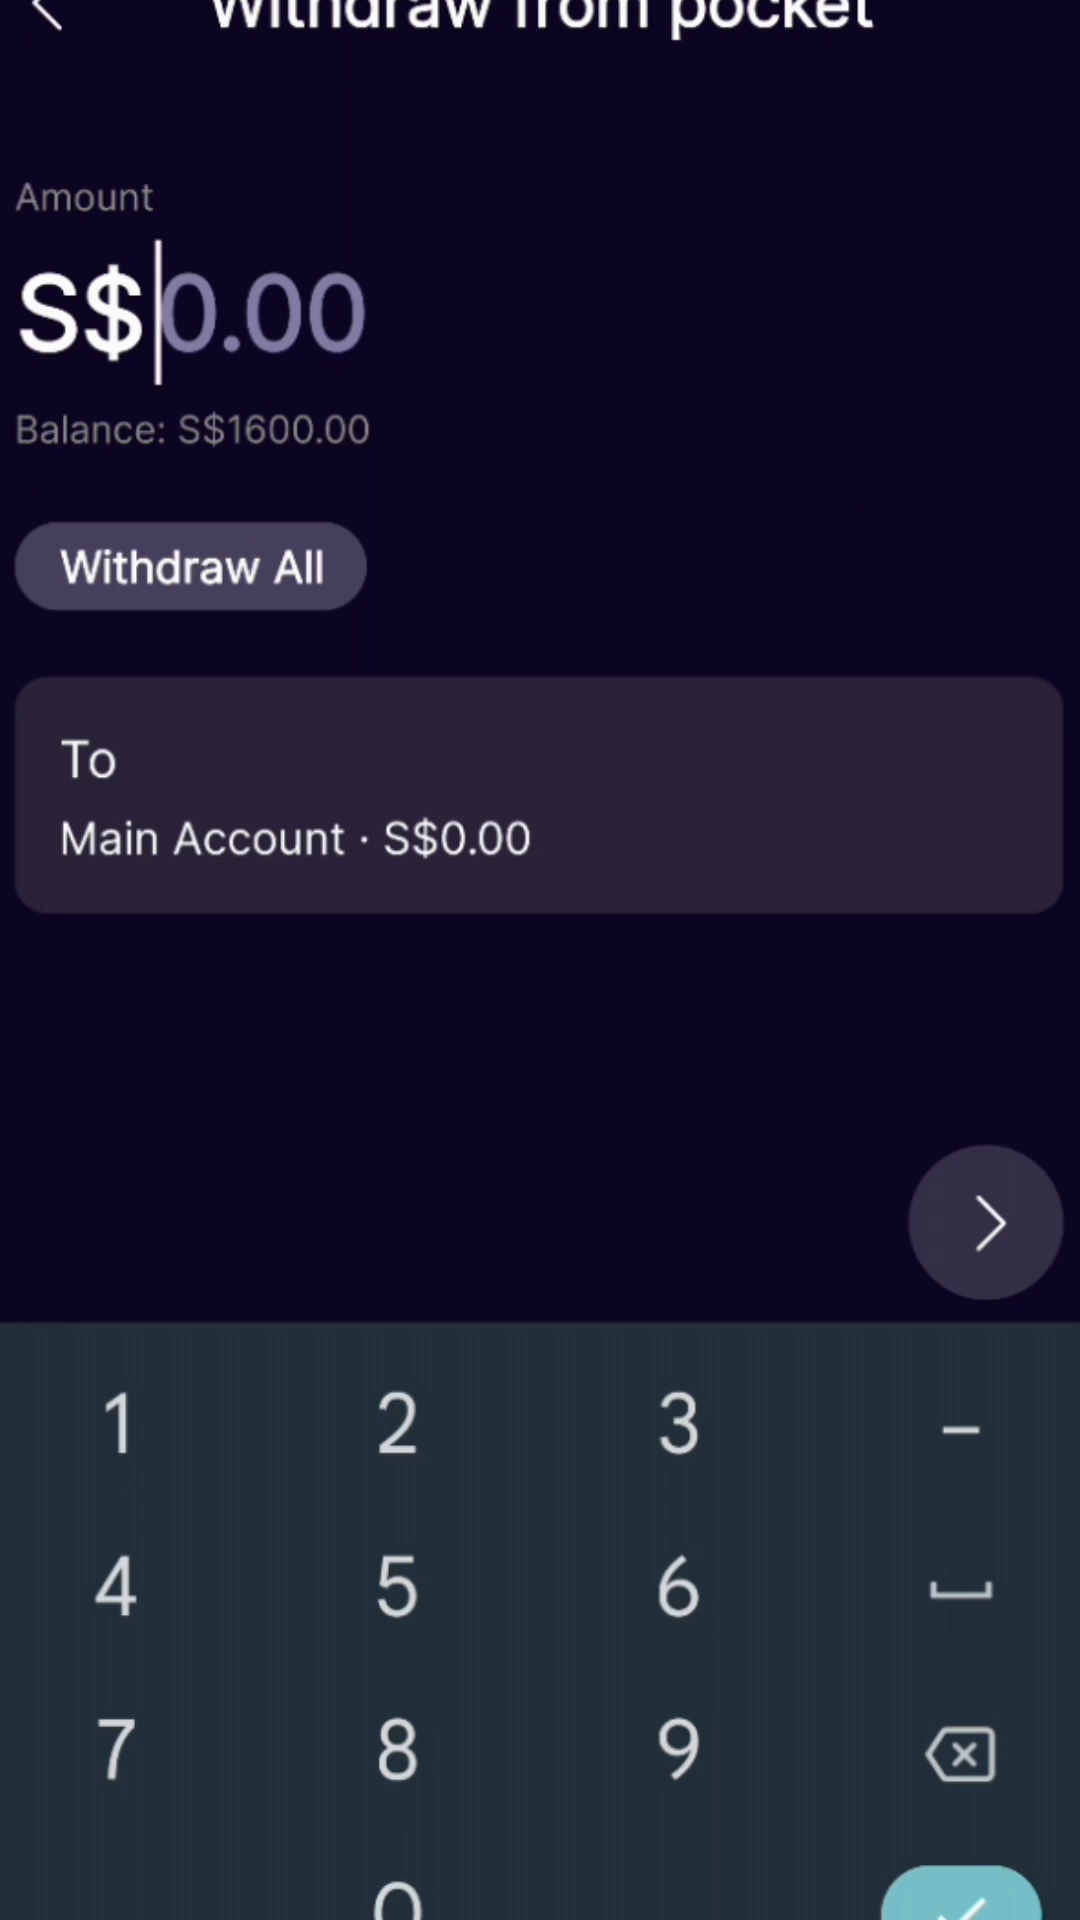 Withdraw from pocket
Amount
S$0.00
Balance: S$1600.00
Withdraw All
To
Main Account · S$0.00
1 2 3 –
4 5 6
7 8 9
0